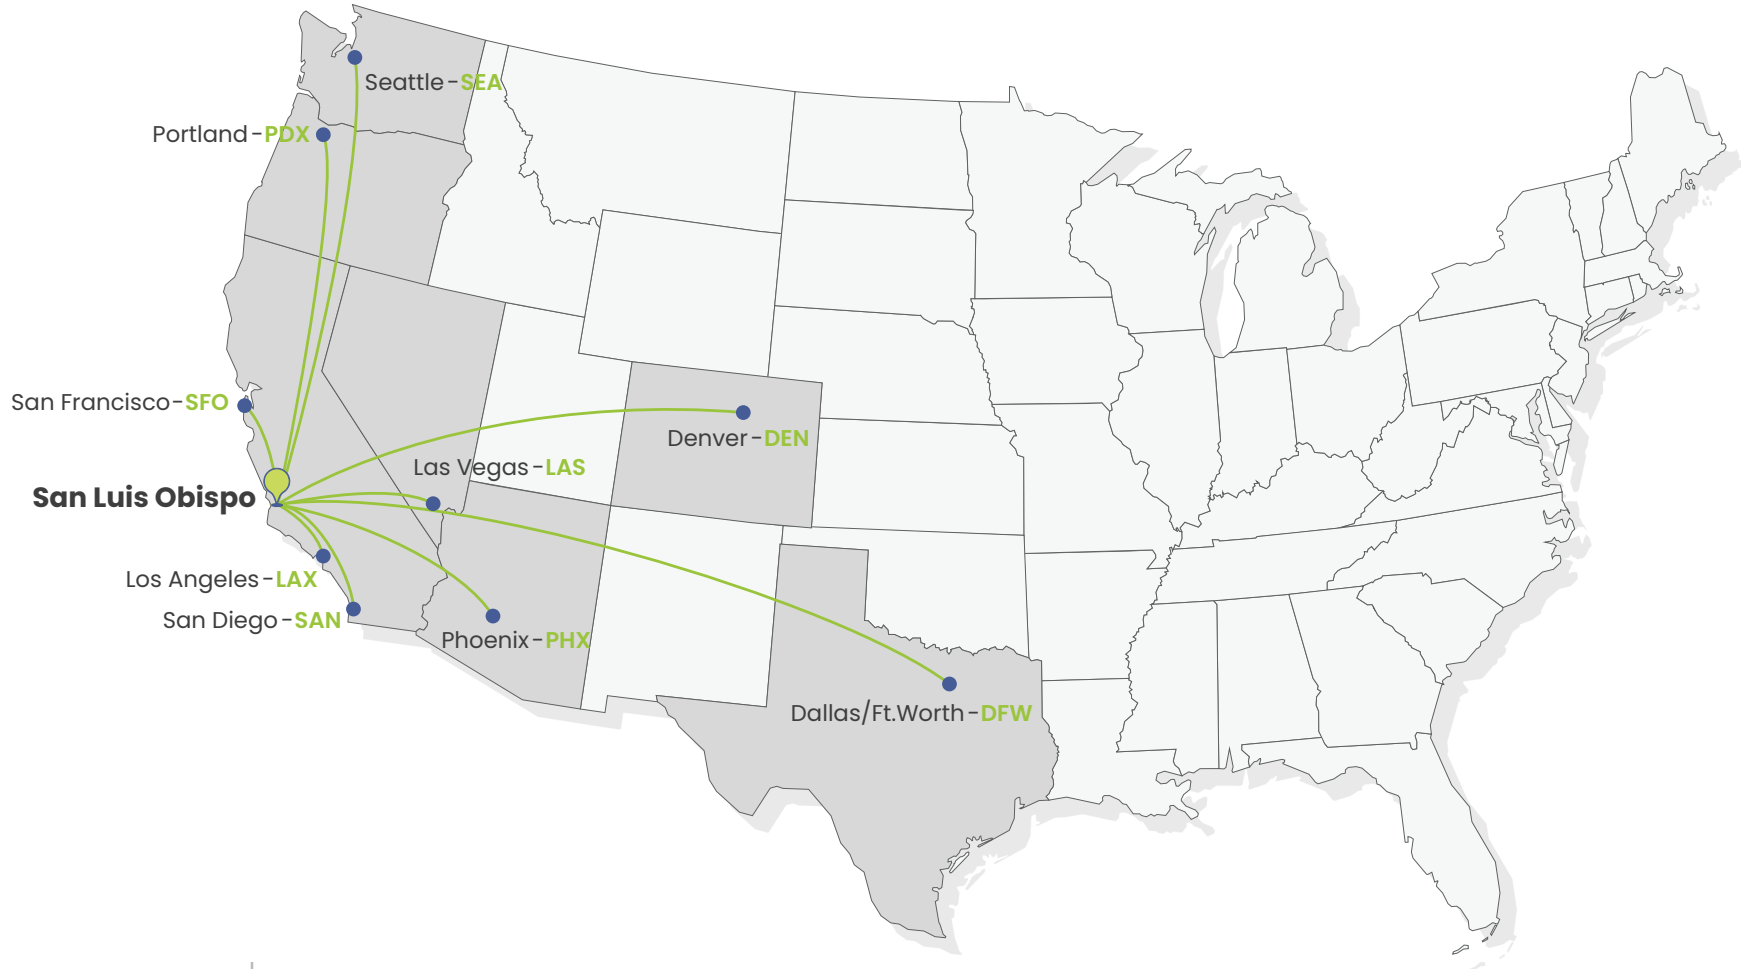 Seattle-SEA
Portland-PDX
San Francisco-SFO
Denver-DEN
Las Vegas-LAS
San Luis Obispo
Los Angeles-LAX
San Diego-SAN
Phoenix-PHX
Dallas/Ft.Worth-DFW